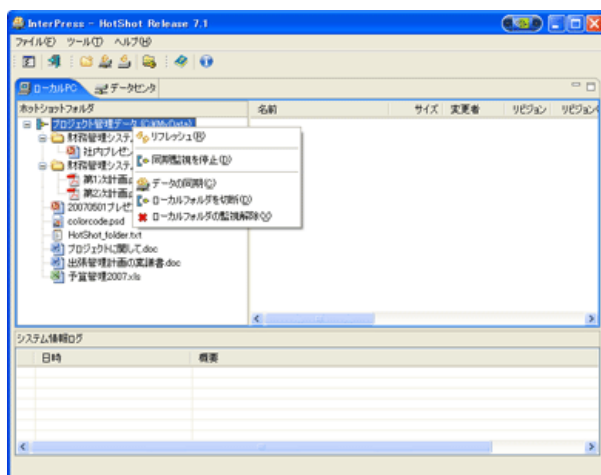 InterPress - HotShot Release 7.1
ファイル(F) ツール(T) ヘルプ(H)
ローカルPC データセンタ
ホットショットフォルダ
名前 サイズ 変更者 リビジョン リビジョン
プロジェクト管理データ (C:¥MyData)
財務管理システ
社内プレゼン
財務管理システ
第1次計画
第2次計画
20070501プレゼ
colorcode.psd
HotShot_folder.txt
プロジェクトに関して.doc
出張管理計画の稟議書.doc
予算管理2007.xls
リフレッシュ(R)
同期監視を停止(D)
データの同期(C)
ローカルフォルダを切断(D)
ローカルフォルダの監視解除(X)
システム情報ログ
日時 概要